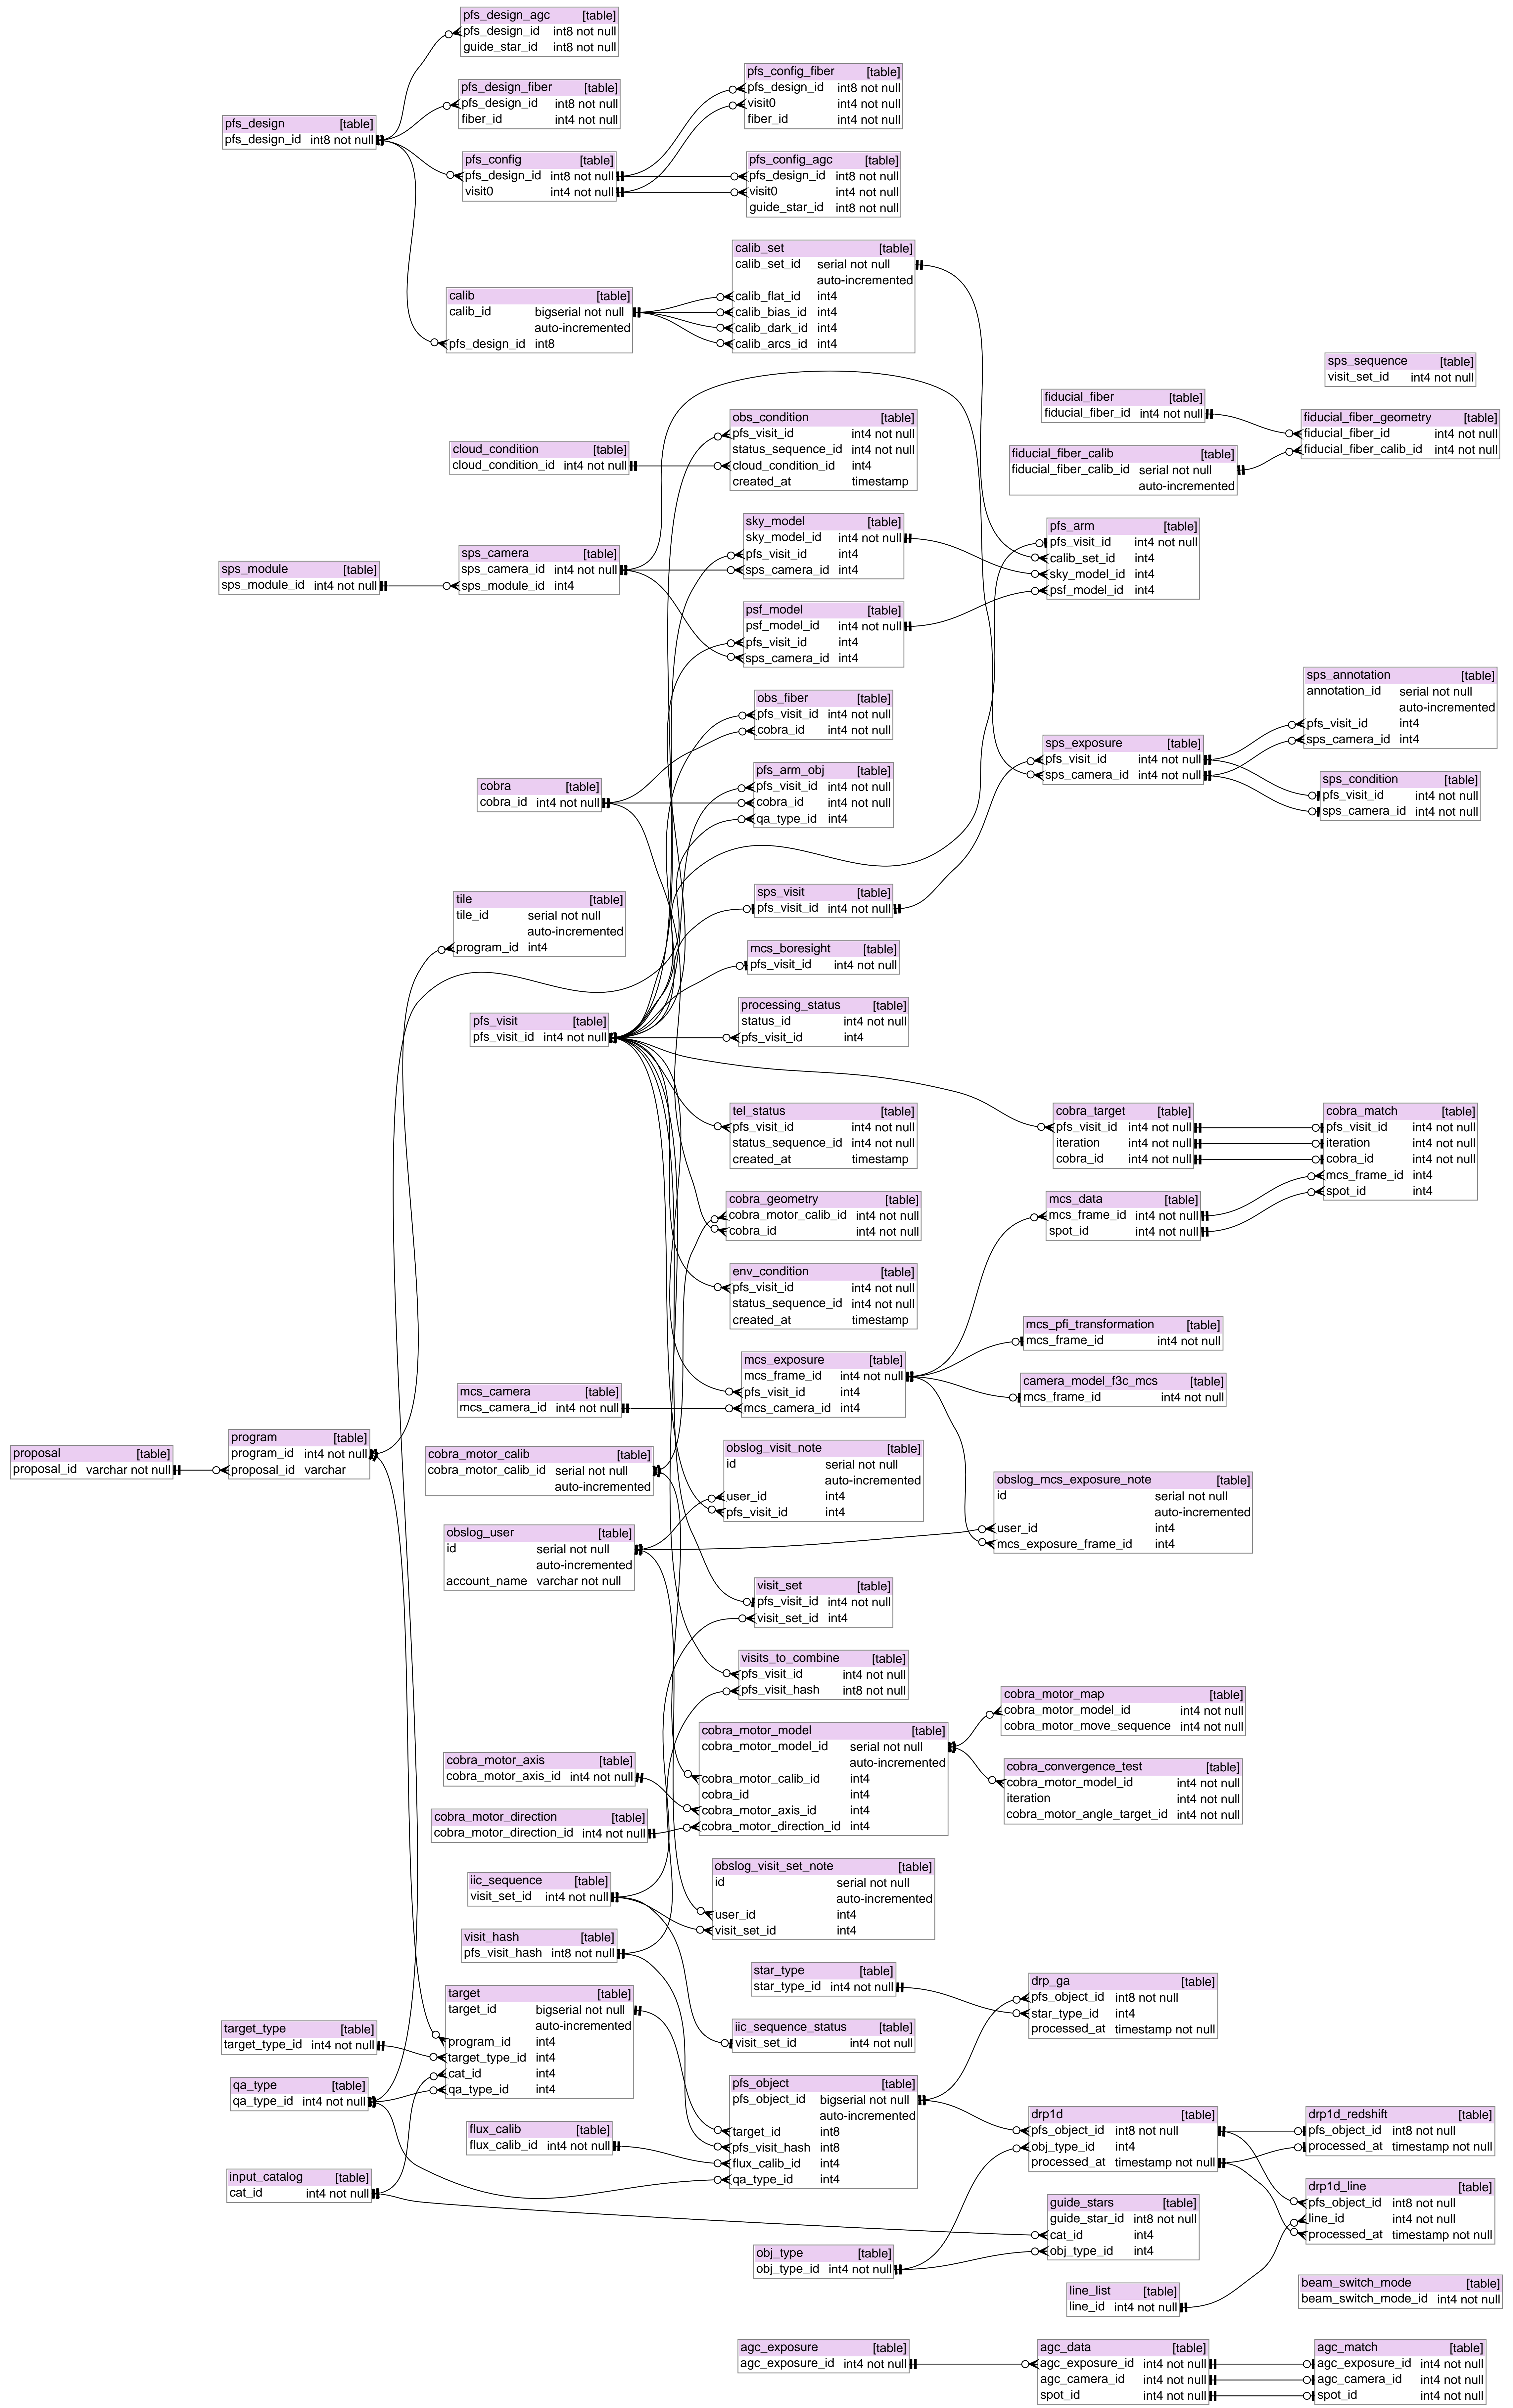 pfs_design_agc [table]
pfs_design_id int8 not null
guide_star_id int8 not null
pfs_design_fiber [table]
pfs_design_id int8 not null
fiber_id int4 not null
pfs_config_fiber [table]
pfs_design_id int8 not null
visit0 int4 not null
fiber_id int4 not null
pfs_design [table]
pfs_design_id int8 not null
pfs_config [table]
pfs_design_id int8 not null
visit0 int4 not null
pfs_config_agc [table]
pfs_design_id int8 not null
visit0 int4 not null
guide_star_id int8 not null
calib_set [table]
calib_set_id serial not null
auto-incremented
calib_flat_id int4
calib_bias_id int4
calib_dark_id int4
calib_arcs_id int4
calib [table]
calib_id bigserial not null
auto-incremented
pfs_design_id int8
sps_sequence [table]
visit_set_id int4 not null
fiducial_fiber [table]
fiducial_fiber_id int4 not null
fiducial_fiber_geometry [table]
fiducial_fiber_id int4 not null
fiducial_fiber_calib_id int4 not null
fiducial_fiber_calib [table]
fiducial_fiber_calib_id serial not null
auto-incremented
obs_condition [table]
pfs_visit_id int4 not null
status_sequence_id int4 not null
cloud_condition_id int4
created_at timestamp
cloud_condition [table]
cloud_condition_id int4 not null
sky_model [table]
sky_model_id int4 not null
pfs_visit_id int4
sps_camera_id int4
pfs_arm [table]
pfs_visit_id int4 not null
calib_set_id int4
sky_model_id int4
psf_model_id int4
sps_module [table]
sps_module_id int4 not null
sps_camera [table]
sps_camera_id int4 not null
sps_module_id int4
psf_model [table]
psf_model_id int4 not null
pfs_visit_id int4
sps_camera_id int4
obs_fiber [table]
pfs_visit_id int4 not null
cobra_id int4 not null
sps_annotation [table]
annotation_id serial not null
auto-incremented
pfs_visit_id int4
sps_camera_id int4
sps_exposure [table]
pfs_visit_id int4 not null
sps_camera_id int4 not null
sps_condition [table]
pfs_visit_id int4 not null
sps_camera_id int4 not null
cobra [table]
cobra_id int4 not null
pfs_arm_obj [table]
pfs_visit_id int4 not null
cobra_id int4 not null
qa_type_id int4
tile [table]
tile_id serial not null
auto-incremented
program_id int4
sps_visit [table]
pfs_visit_id int4 not null
mcs_boresight [table]
pfs_visit_id int4 not null
pfs_visit [table]
pfs_visit_id int4 not null
processing_status [table]
status_id int4 not null
pfs_visit_id int4
tel_status [table]
pfs_visit_id int4 not null
status_sequence_id int4 not null
created_at timestamp
cobra_target [table]
pfs_visit_id int4 not null
iteration int4 not null
cobra_id int4 not null
cobra_match [table]
pfs_visit_id int4 not null
iteration int4 not null
cobra_id int4 not null
mcs_frame_id int4
spot_id int4
cobra_geometry [table]
cobra_motor_calib_id int4 not null
cobra_id int4 not null
mcs_data [table]
mcs_frame_id int4 not null
spot_id int4 not null
env_condition [table]
pfs_visit_id int4 not null
status_sequence_id int4 not null
created_at timestamp
mcs_pfi_transformation [table]
mcs_frame_id int4 not null
mcs_exposure [table]
mcs_frame_id int4 not null
pfs_visit_id int4
mcs_camera_id int4
camera_model_f3c_mcs [table]
mcs_frame_id int4 not null
mcs_camera [table]
mcs_camera_id int4 not null
proposal [table]
proposal_id varchar not null
program [table]
program_id int4 not null
proposal_id varchar
cobra_motor_calib [table]
cobra_motor_calib_id serial not null
auto-incremented
obslog_visit_note [table]
id serial not null
auto-incremented
user_id int4
pfs_visit_id int4
obslog_mcs_exposure_note [table]
id serial not null
auto-incremented
user_id int4
mcs_exposure_frame_id int4
obslog_user [table]
id serial not null
auto-incremented
account_name varchar not null
visit_set [table]
pfs_visit_id int4 not null
visit_set_id int4
visits_to_combine [table]
pfs_visit_id int4 not null
pfs_visit_hash int8 not null
cobra_motor_map [table]
cobra_motor_model_id int4 not null
cobra_motor_move_sequence int4 not null
cobra_motor_model [table]
cobra_motor_model_id serial not null
auto-incremented
cobra_motor_calib_id int4
cobra_id int4
cobra_motor_axis_id int4
cobra_motor_direction_id int4
cobra_motor_axis [table]
cobra_motor_axis_id int4 not null
cobra_convergence_test [table]
cobra_motor_model_id int4 not null
iteration int4 not null
cobra_motor_angle_target_id int4 not null
cobra_motor_direction [table]
cobra_motor_direction_id int4 not null
obslog_visit_set_note [table]
id serial not null
auto-incremented
user_id int4
visit_set_id int4
iic_sequence [table]
visit_set_id int4 not null
visit_hash [table]
pfs_visit_hash int8 not null
star_type [table]
star_type_id int4 not null
drp_ga [table]
pfs_object_id int8 not null
star_type_id int4
processed_at timestamp not null
target [table]
target_id bigserial not null
auto-incremented
program_id int4
target_type_id int4
cat_id int4
qa_type_id int4
target_type [table]
target_type_id int4 not null
iic_sequence_status [table]
visit_set_id int4 not null
qa_type [table]
qa_type_id int4 not null
pfs_object [table]
pfs_object_id bigserial not null
auto-incremented
target_id int8
pfs_visit_hash int8
flux_calib_id int4
qa_type_id int4
drp1d [table]
pfs_object_id int8 not null
obj_type_id int4
processed_at timestamp not null
drp1d_redshift [table]
pfs_object_id int8 not null
processed_at timestamp not null
flux_calib [table]
flux_calib_id int4 not null
input_catalog [table]
cat_id int4 not null
drp1d_line [table]
pfs_object_id int8 not null
line_id int4 not null
processed_at timestamp not null
guide_stars [table]
guide_star_id int8 not null
cat_id int4
obj_type_id int4
obj_type [table]
obj_type_id int4 not null
line_list [table]
line_id int4 not null
beam_switch_mode [table]
beam_switch_mode_id int4 not null
agc_exposure [table]
agc_exposure_id int4 not null
agc_data [table]
agc_exposure_id int4 not null
agc_camera_id int4 not null
spot_id int4 not null
agc_match [table]
agc_exposure_id int4 not null
agc_camera_id int4 not null
spot_id int4 not null